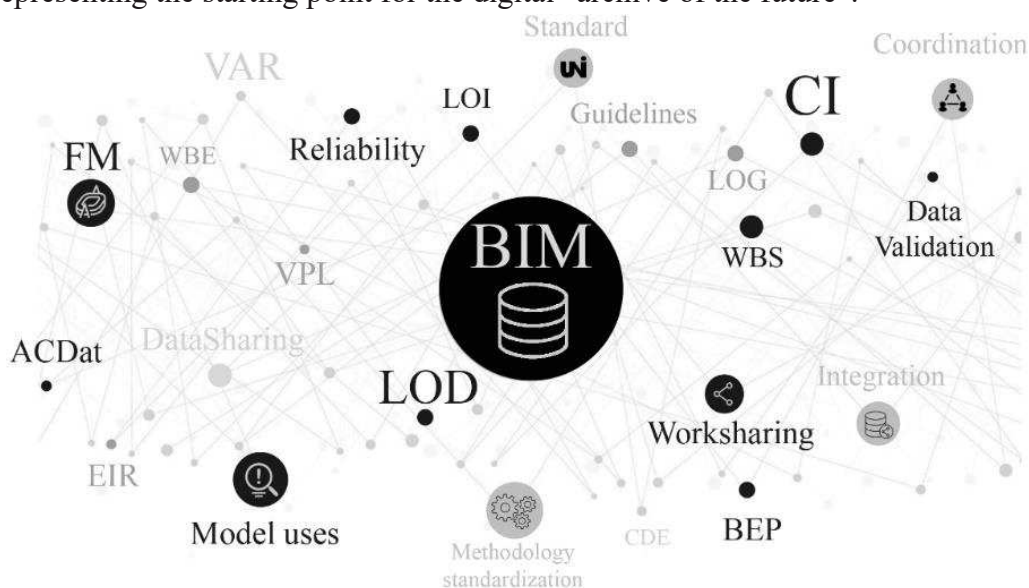 representing the starting point for the digital "archive of the future".
Standard
UNI
Coordination
VAR
LOI
CI
Guidelines
FM
WBE
Reliability
LOG
Data
Validation
BIM
WBS
VPL
ACDat
DataSharing
LOD
Integration
Worksharing
EIR
Model uses
BEP
CDE
Methodology
standardization